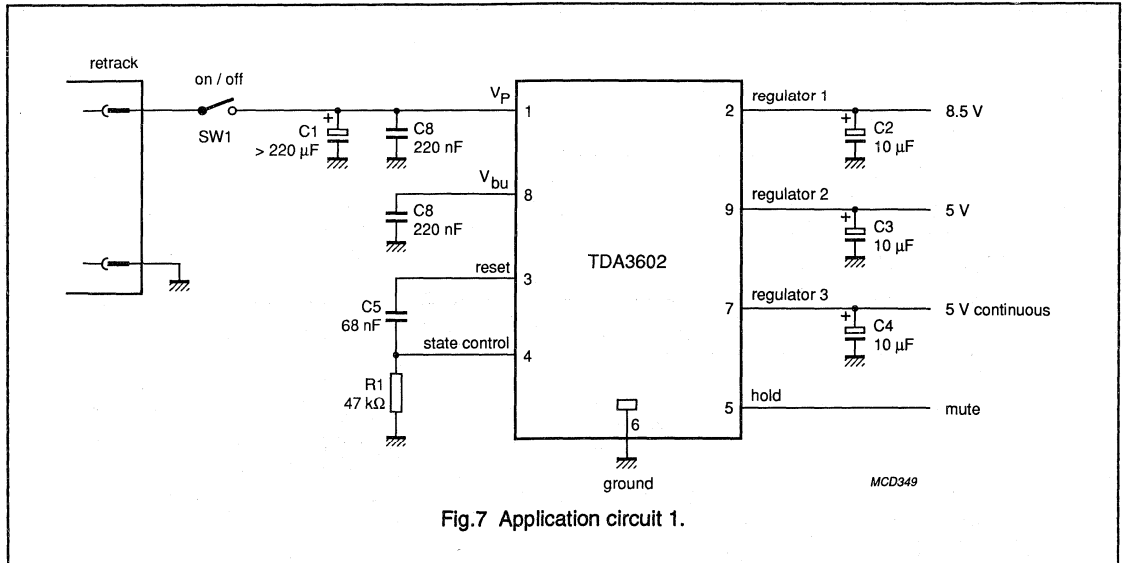 retrack
on / off
SW1
+
C1
> 220 µF
C8
220 nF
VP
1
Vbu
8
C8
220 nF
reset
3
C5
68 nF
state control
4
R1
47 kΩ
TDA3602
6
ground
2
regulator 1
+
C2
10 µF
8.5 V
9
regulator 2
+
C3
10 µF
5 V
7
regulator 3
+
C4
10 µF
5 V continuous
5
hold
mute
MCD349
Fig.7 Application circuit 1.